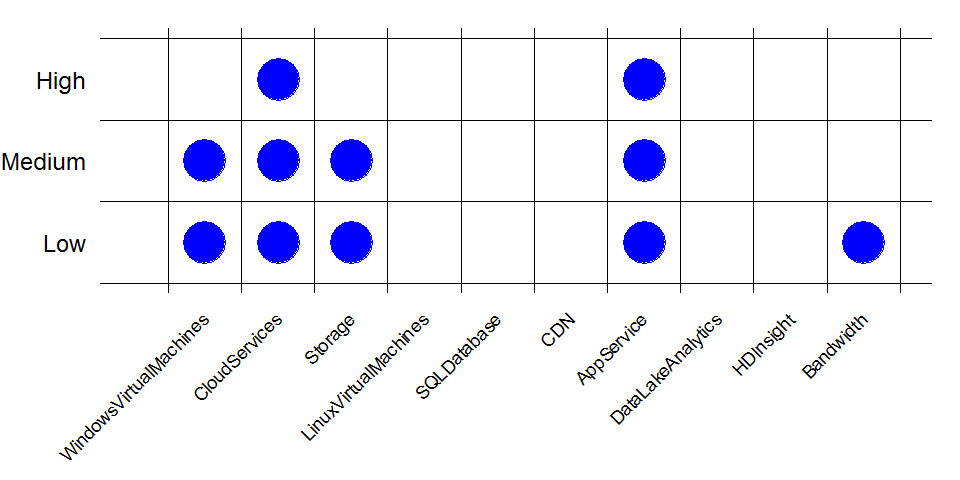 High
Medium
Low
WindowsVirtualMachines
CloudServices
Storage
LinuxVirtualMachines
SQLDatabase
CDN
AppService
DataLakeAnalytics
HDInsight
Bandwidth